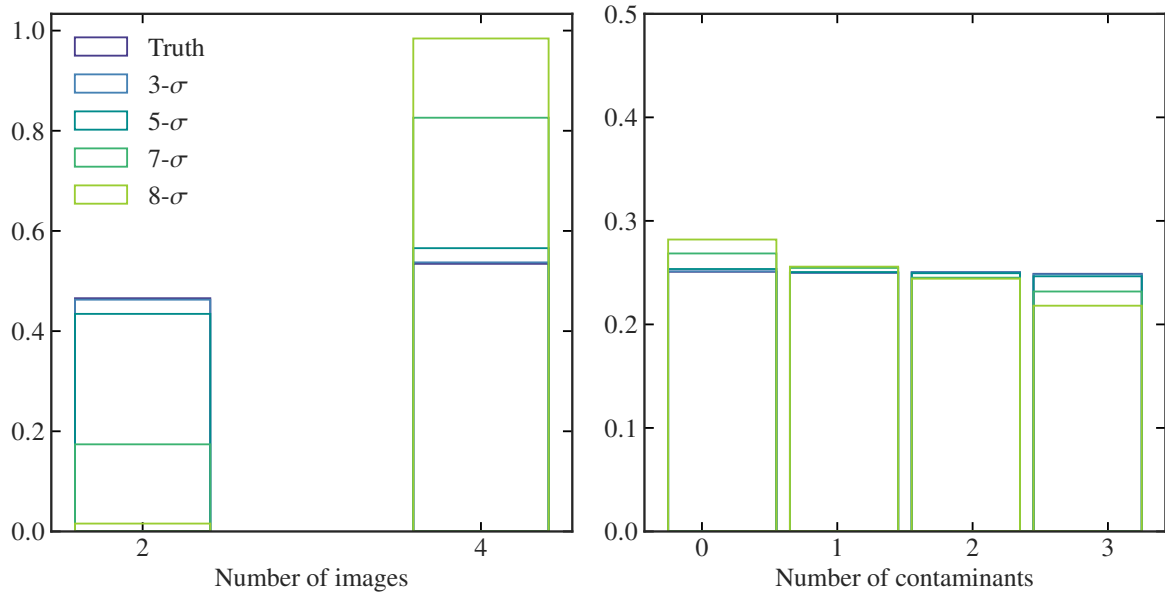 1.0
0.8
0.6
0.4
0.2
0.0
Truth
3-σ
5-σ
7-σ
8-σ
2
4
Number of images
0.5
0.4
0.3
0.2
0.1
0.0
0
1
2
3
Number of contaminants